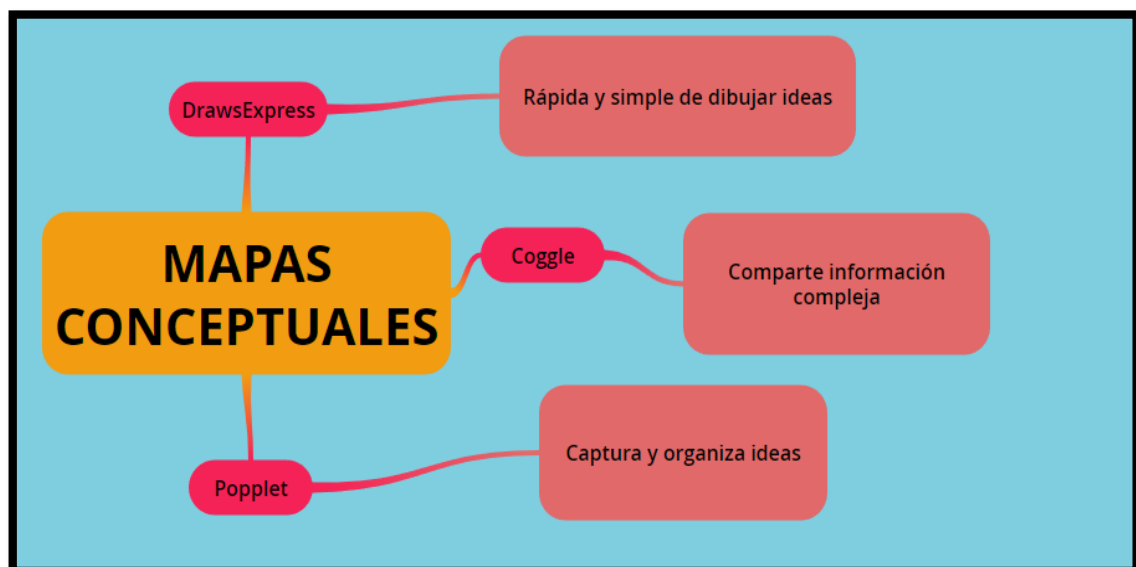 DrawsExpress
Rápida y simple de dibujar ideas
MAPAS
CONCEPTUALES
Coggle
Comparte información
compleja
Popplet
Captura y organiza ideas